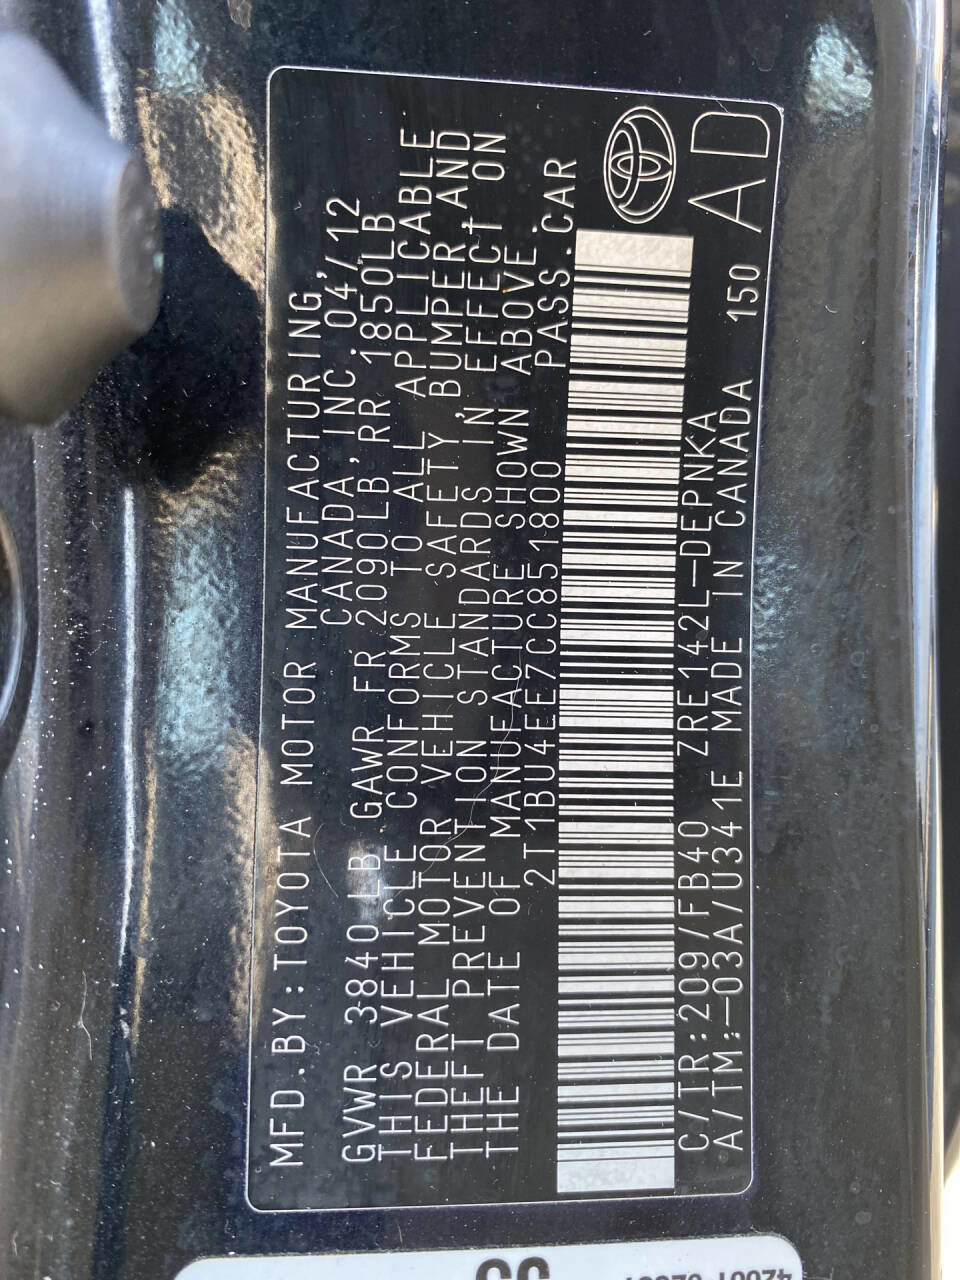 MFD.BY:TOYOTA MOTOR MANUFACTURING,
CANADA,INC.04/12
GVWR 3840 LB GAWR FR 2090LB,RR 1850LB
THIS VEHICLE CONFORMS TO ALL APPLICABLE
FEDERAL MOTOR VEHICLE SAFETY,BUMPER,AND
THEFT PREVENTION STANDARDS IN EFFECT ON
THE DATE OF MANUFACTURE SHOWN ABOVE.
2T1BU4EE7CC851800 PASS.CAR
C/TR:209/FB40 ZRE142L-DEPNKA
A/TM:-03A/U341E MADE IN CANADA 150 AD